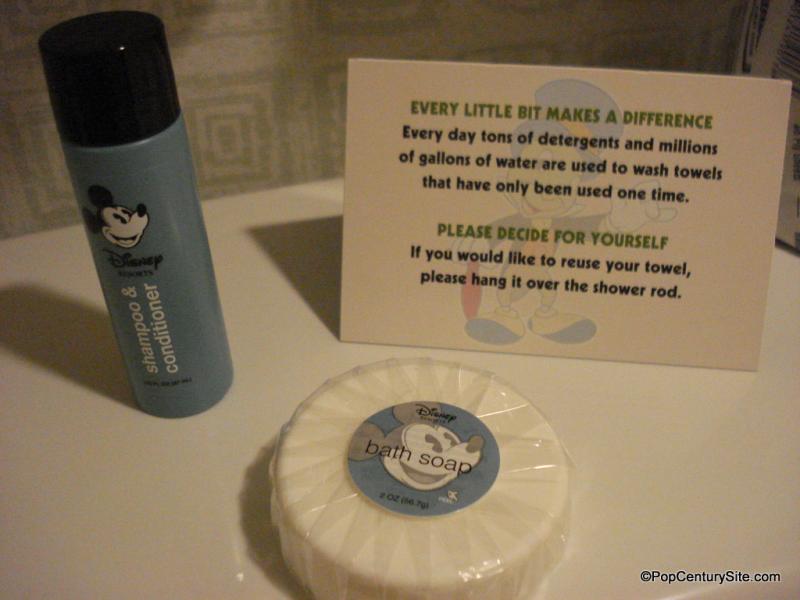 EVERY LITTLE BIT MAKES A DIFFERENCE
Every day tons of detergents and millions
of gallons of water are used to wash towels
that have only been used one time.
PLEASE DECIDE FOR YOURSELF
If you would like to reuse your towel,
please hang it over the shower rod.
Disney
RESORTS
shampoo &
conditioner
Disney
RESORTS
bath soap
2 OZ (56.7g)
©PopCenturySite.com